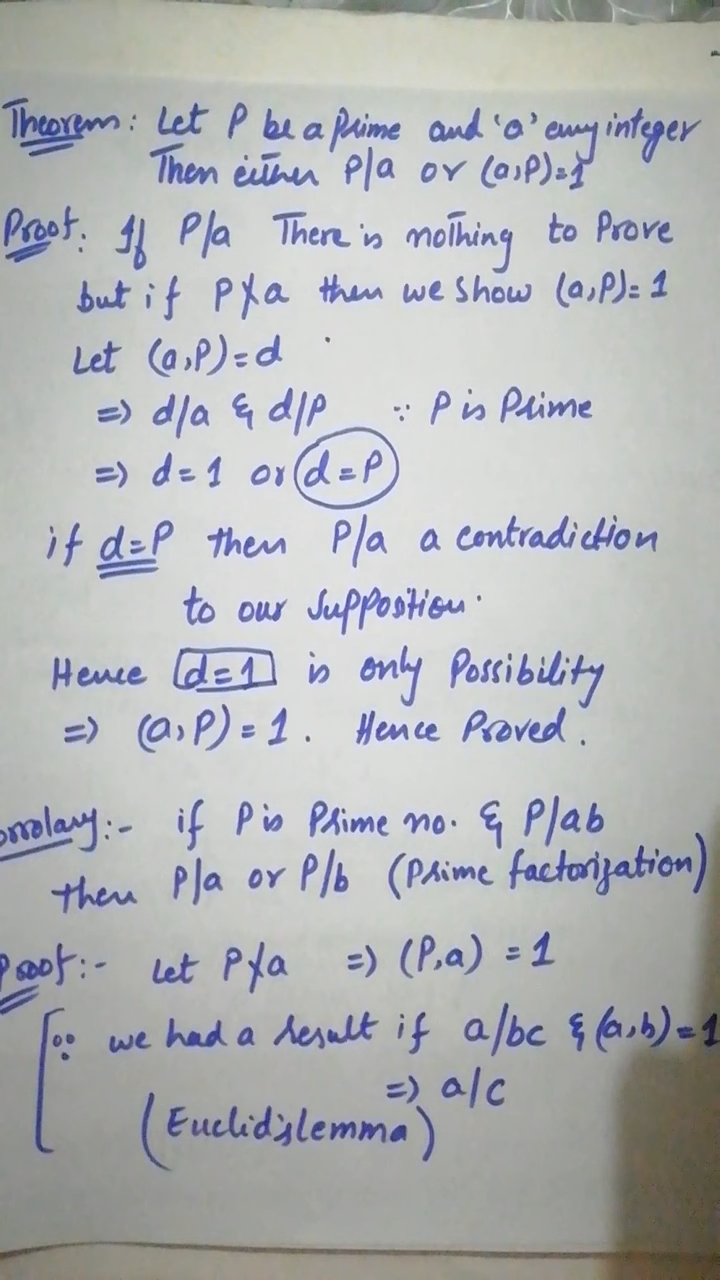 Theorem: Let P be a Prime and 'a' any integer
Then either P/a or (a,P)=1
Proof: If P/a There is nothing to Prove
but if P∤a then we show (a,P)=1
Let (a,P)=d
=> d/a & d/P ∵ P is Prime
=> d=1 or d=P
if d=P then P/a a contradiction
to our supposition.
Hence d=1 is only Possibility
=> (a,P)=1. Hence Proved.
orrolary:- if P is Prime no. & P/ab
then P/a or P/b (Prime factorization)
Proof:- Let P∤a => (P,a) = 1
∵ we had a result if a/bc & (a,b)=1
=> a/c
(Euclid's lemma)